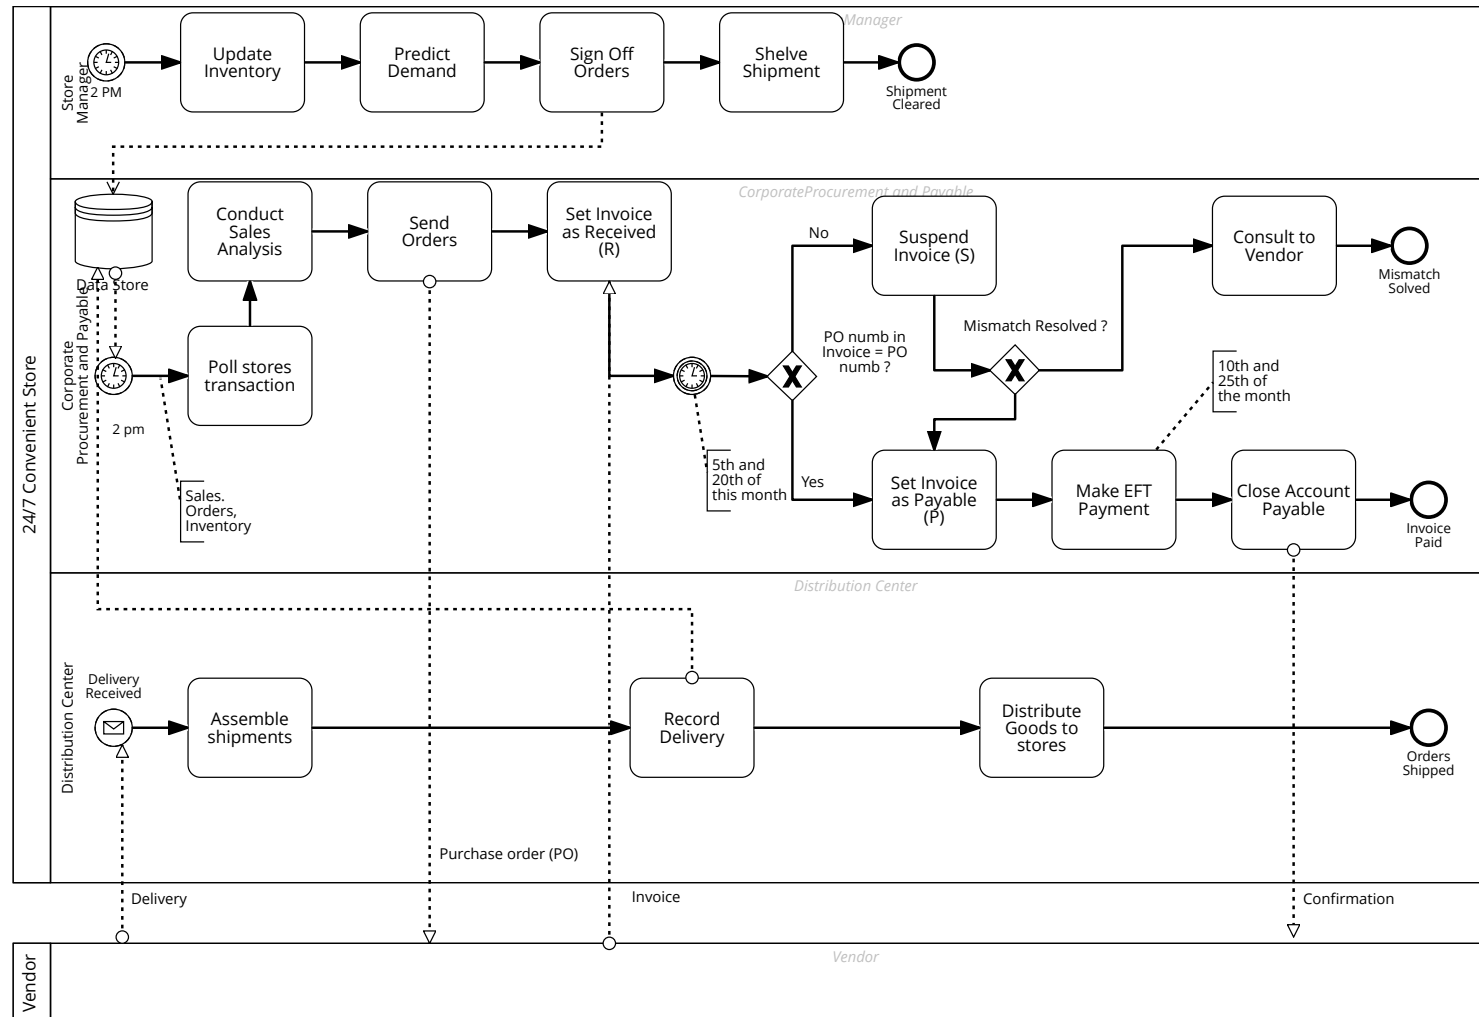 24/7 Convenient Store
Store
Manager
Manager
2 PM
Update
Inventory
Predict
Demand
Sign Off
Orders
Shelve
Shipment
Shipment
Cleared
Corporate
Procurement and Payable
CorporateProcurement and Payable
Data Store
2 pm
Conduct
Sales
Analysis
Poll stores
transaction
Sales.
Orders,
Inventory
Send
Orders
Set Invoice
as Received
(R)
5th and
20th of
this month
No
Yes
PO numb in
Invoice = PO
numb ?
Suspend
Invoice (S)
Mismatch Resolved ?
Consult to
Vendor
Mismatch
Solved
10th and
25th of
the month
Set Invoice
as Payable
(P)
Make EFT
Payment
Close Account
Payable
Invoice
Paid
Distribution Center
Distribution Center
Delivery
Received
Assemble
shipments
Record
Delivery
Distribute
Goods to
stores
Orders
Shipped
Purchase order (PO)
Delivery
Invoice
Confirmation
Vendor
Vendor